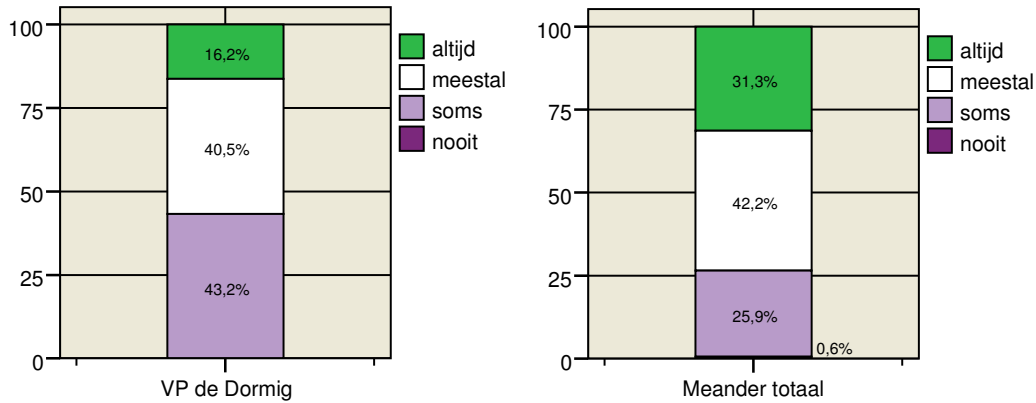 100
75
50
25
0
16,2%
40,5%
43,2%
VP de Dormig
altijd
meestal
soms
nooit
100
75
50
25
0
31,3%
42,2%
25,9%
0,6%
Meander totaal
altijd
meestal
soms
nooit